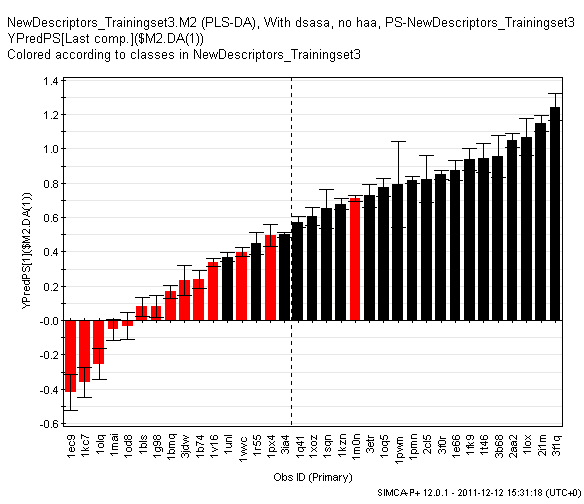 NewDescriptors_Trainingset3.M2 (PLS-DA), With dsasa, no haa, PS-NewDescriptors_Trainingset3
YPredPS[Last comp.]($M2.DA(1))
Colored according to classes in NewDescriptors_Trainingset3
1.4
1.2
1.0
0.8
0.6
0.4
0.2
-0.0
-0.2
-0.4
-0.6
YPredPS[1]($M2.DA(1))
1ec9
1kc7
1olq
1mai
1od8
1bls
1g98
1bmq
3jdw
1b74
1v16
1unl
1wvc
1r55
1px4
3ia4
1q41
1xoz
1sqn
1kzn
1m0n
3etr
1oq5
1pwm
1pmn
2cl5
3f0r
1e66
1fk9
1t46
3b68
2aa2
1lox
2i1m
3f1q
Obs ID (Primary)
SIMCA-P+ 12.0.1 - 2011-12-12 15:31:18 (UTC+0)